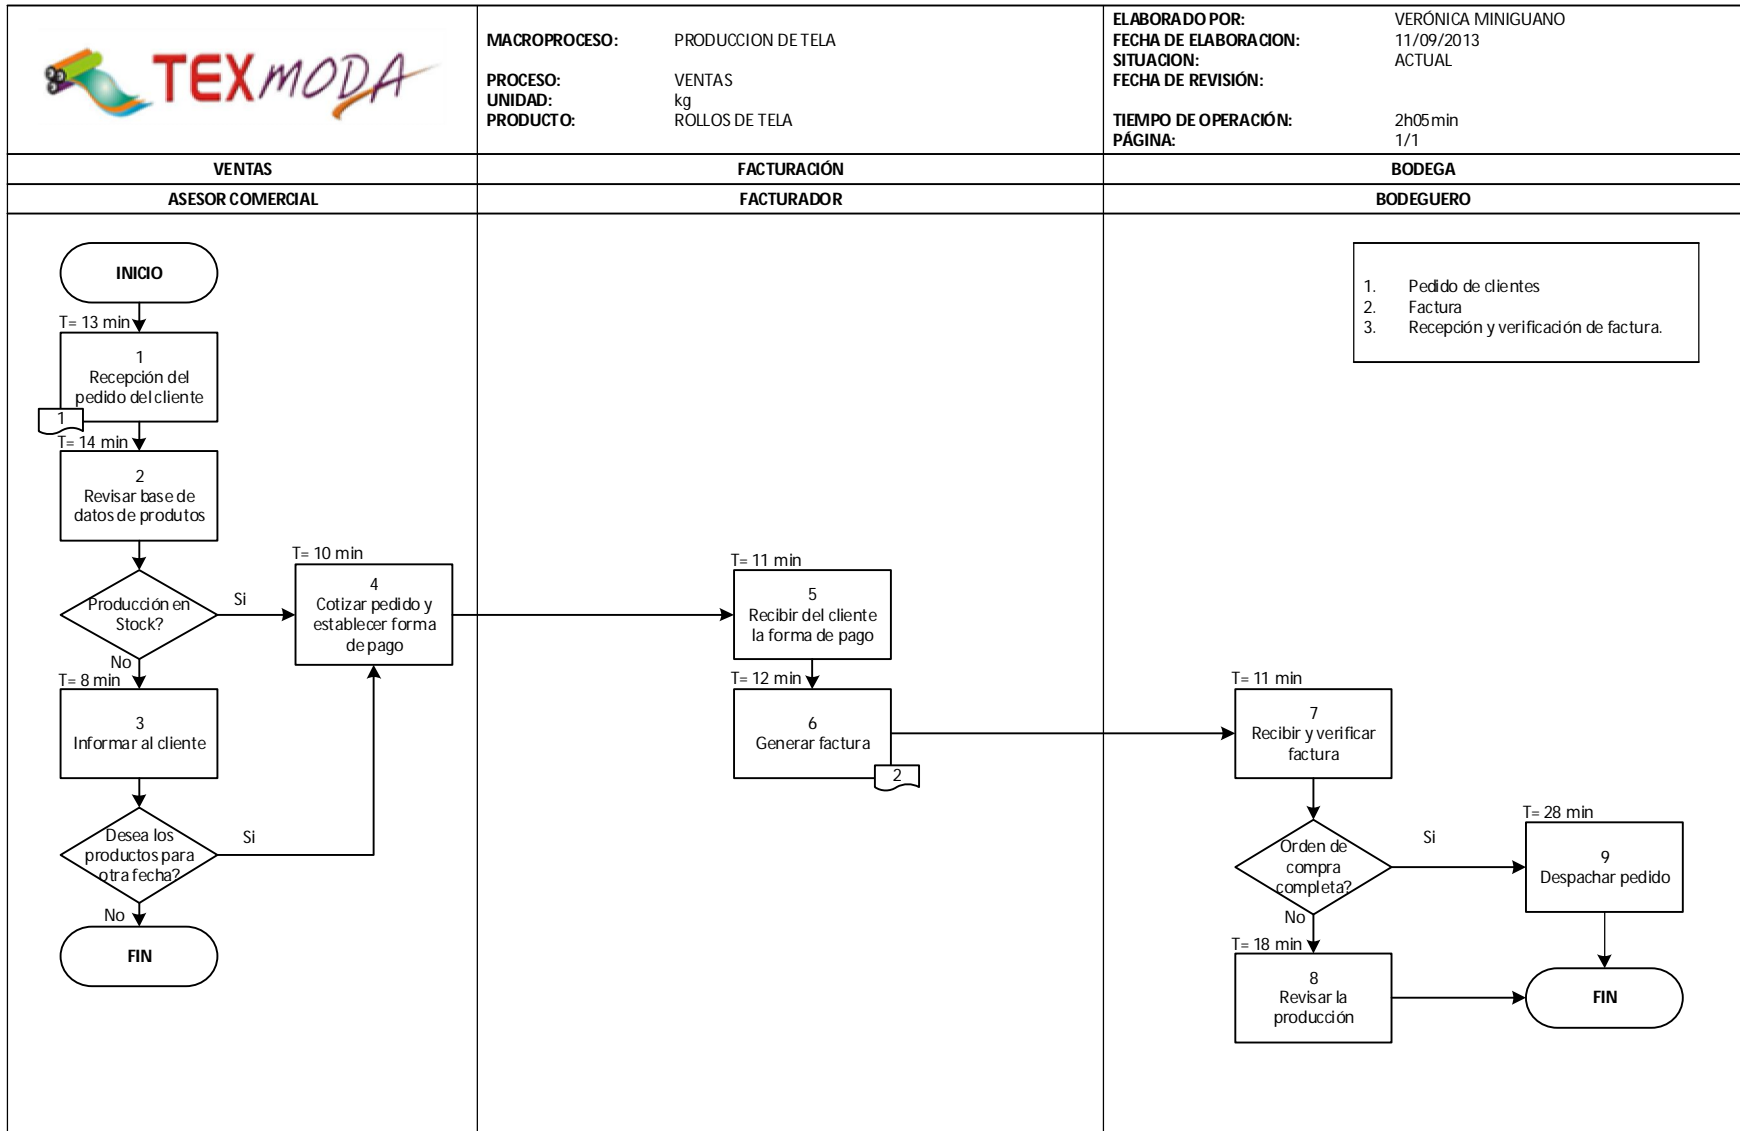 TEXMODA
MACROPROCESO: PRODUCCION DE TELA
PROCESO: VENTAS
UNIDAD: kg
PRODUCTO: ROLLOS DE TELA
ELABORADO POR: VERÓNICA MINIGUANO
FECHA DE ELABORACION: 11/09/2013
SITUACION: ACTUAL
FECHA DE REVISIÓN:
TIEMPO DE OPERACIÓN: 2h05min
PÁGINA: 1/1
VENTAS
FACTURACIÓN
BODEGA
ASESOR COMERCIAL
FACTURADOR
BODEGUERO
INICIO
T= 13 min
1
Recepción del
pedido del cliente
1
T= 14 min
2
Revisar base de
datos de produtos
Producción en
Stock?
Si
No
T= 8 min
3
Informar al cliente
Desea los
productos para
otra fecha?
Si
No
FIN
T= 10 min
4
Cotizar pedido y
establecer forma
de pago
T= 11 min
5
Recibir del cliente
la forma de pago
T= 12 min
6
Generar factura
2
1. Pedido de clientes
2. Factura
3. Recepción y verificación de factura.
T= 11 min
7
Recibir y verificar
factura
Orden de
compra
completa?
Si
No
T= 28 min
9
Despachar pedido
T= 18 min
8
Revisar la
producción
FIN